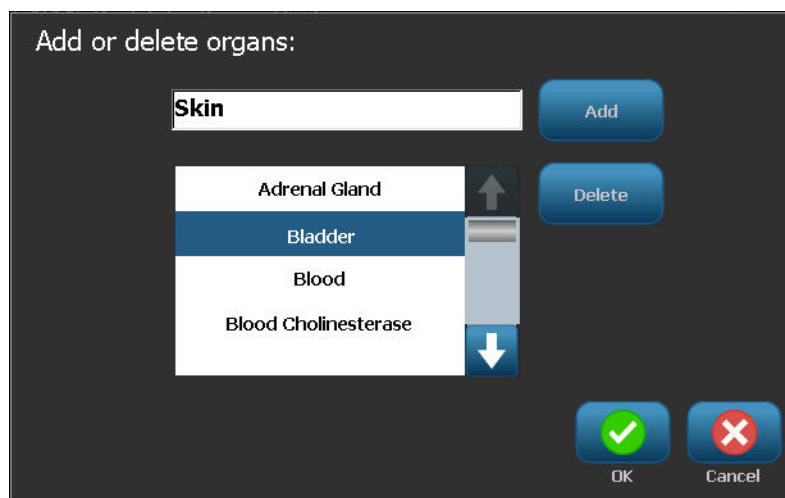 Add or delete organs:
Skin
Add
Adrenal Gland
Delete
Bladder
Blood
Blood Cholinesterase
OK
Cancel